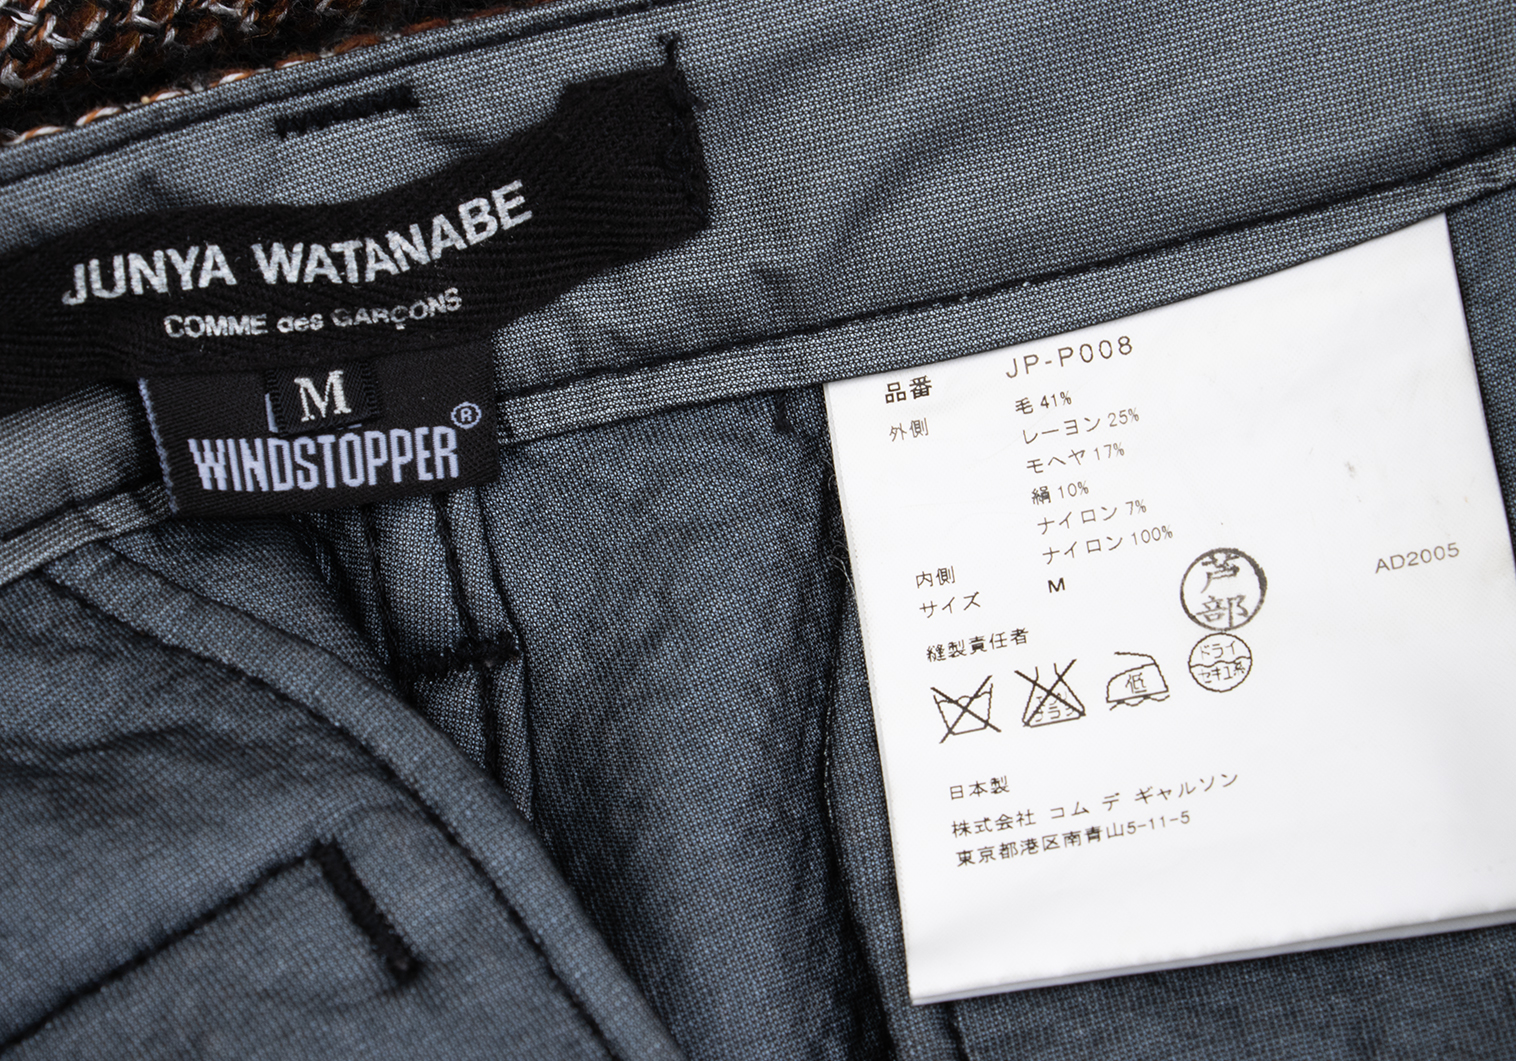 JUNYA WATANABE
COMME des GARÇONS
M
WINDSTOPPER®
品番 JP-P008
外側 毛 41%
レーヨン 25%
モヘヤ 17%
絹 10%
ナイロン 7%
内側 ナイロン 100%
サイズ M
AD2005
縫製責任者
芦部
低
ドライ
セキユ系
日本製
株式会社 コム デ ギャルソン
東京都港区南青山5-11-5